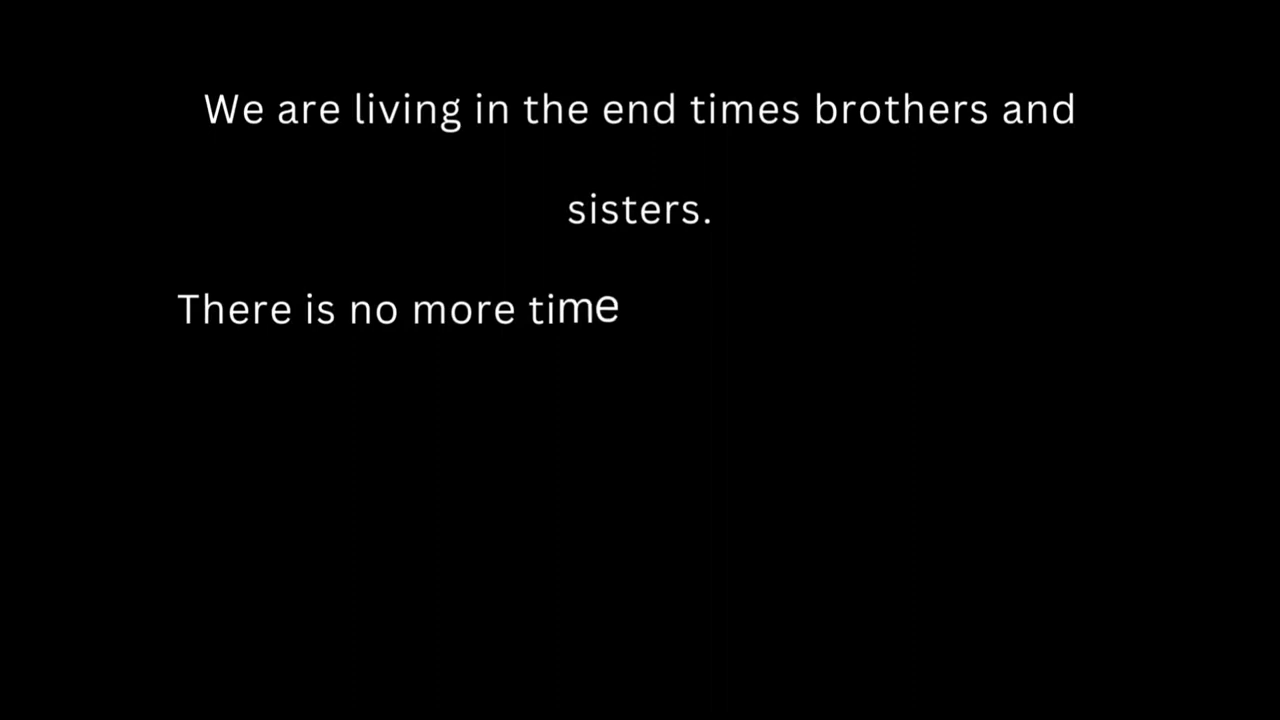 We are living in the end times brothers and
sisters.
There is no more time